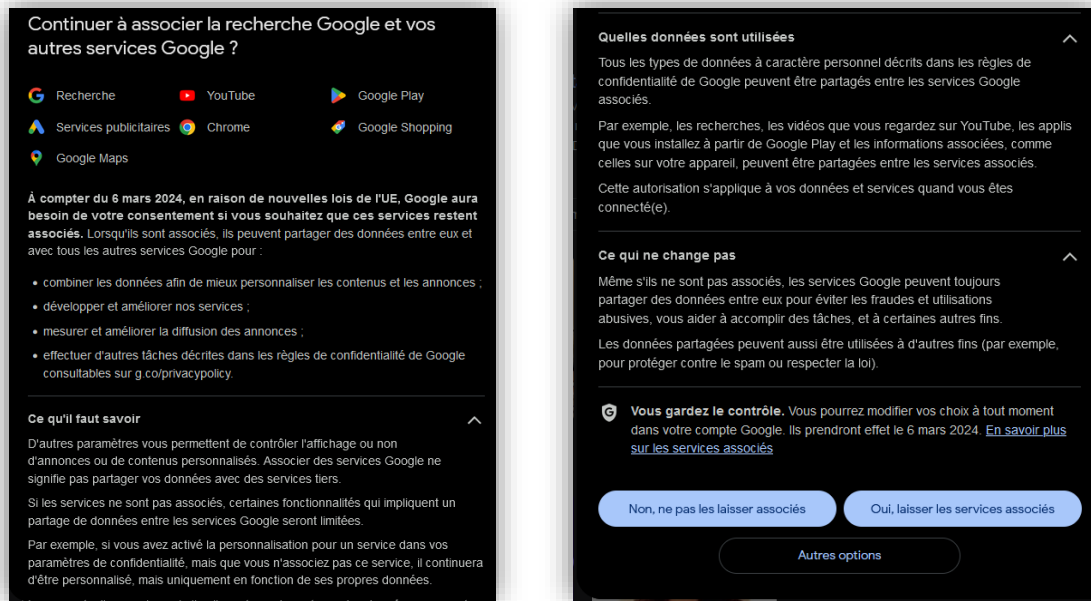 Continuer à associer la recherche Google et vos
autres services Google ?
Recherche
YouTube
Google Play
Services publicitaires
Chrome
Google Shopping
Google Maps
À compter du 6 mars 2024, en raison de nouvelles lois de l'UE, Google aura
besoin de votre consentement si vous souhaitez que ces services restent
associés. Lorsqu'ils sont associés, ils peuvent partager des données entre eux et
avec tous les autres services Google pour :
• combiner les données afin de mieux personnaliser les contenus et les annonces ;
• développer et améliorer nos services ;
• mesurer et améliorer la diffusion des annonces ;
• effectuer d'autres tâches décrites dans les règles de confidentialité de Google
consultables sur g.co/privacypolicy.
Ce qu'il faut savoir
D'autres paramètres vous permettent de contrôler l'affichage ou non
d'annonces ou de contenus personnalisés. Associer des services Google ne
signifie pas partager vos données avec des services tiers.
Si les services ne sont pas associés, certaines fonctionnalités qui impliquent un
partage de données entre les services Google seront limitées.
Par exemple, si vous avez activé la personnalisation pour un service dans vos
paramètres de confidentialité, mais que vous n'associez pas ce service, il continuera
d'être personnalisé, mais uniquement en fonction de ses propres données.
Quelles données sont utilisées
Tous les types de données à caractère personnel décrits dans les règles de
confidentialité de Google peuvent être partagés entre les services Google
associés.
Par exemple, les recherches, les vidéos que vous regardez sur YouTube, les applis
que vous installez à partir de Google Play et les informations associées, comme
celles sur votre appareil, peuvent être partagées entre les services associés.
Cette autorisation s'applique à vos données et services quand vous êtes
connecté(e).
Ce qui ne change pas
Même s'ils ne sont pas associés, les services Google peuvent toujours
partager des données entre eux pour éviter les fraudes et utilisations
abusives, vous aider à accomplir des tâches, et à certaines autres fins.
Les données partagées peuvent aussi être utilisées à d'autres fins (par exemple,
pour protéger contre le spam ou respecter la loi).
Vous gardez le contrôle. Vous pourrez modifier vos choix à tout moment
dans votre compte Google. Ils prendront effet le 6 mars 2024. En savoir plus
sur les services associés
Non, ne pas les laisser associés
Oui, laisser les services associés
Autres options